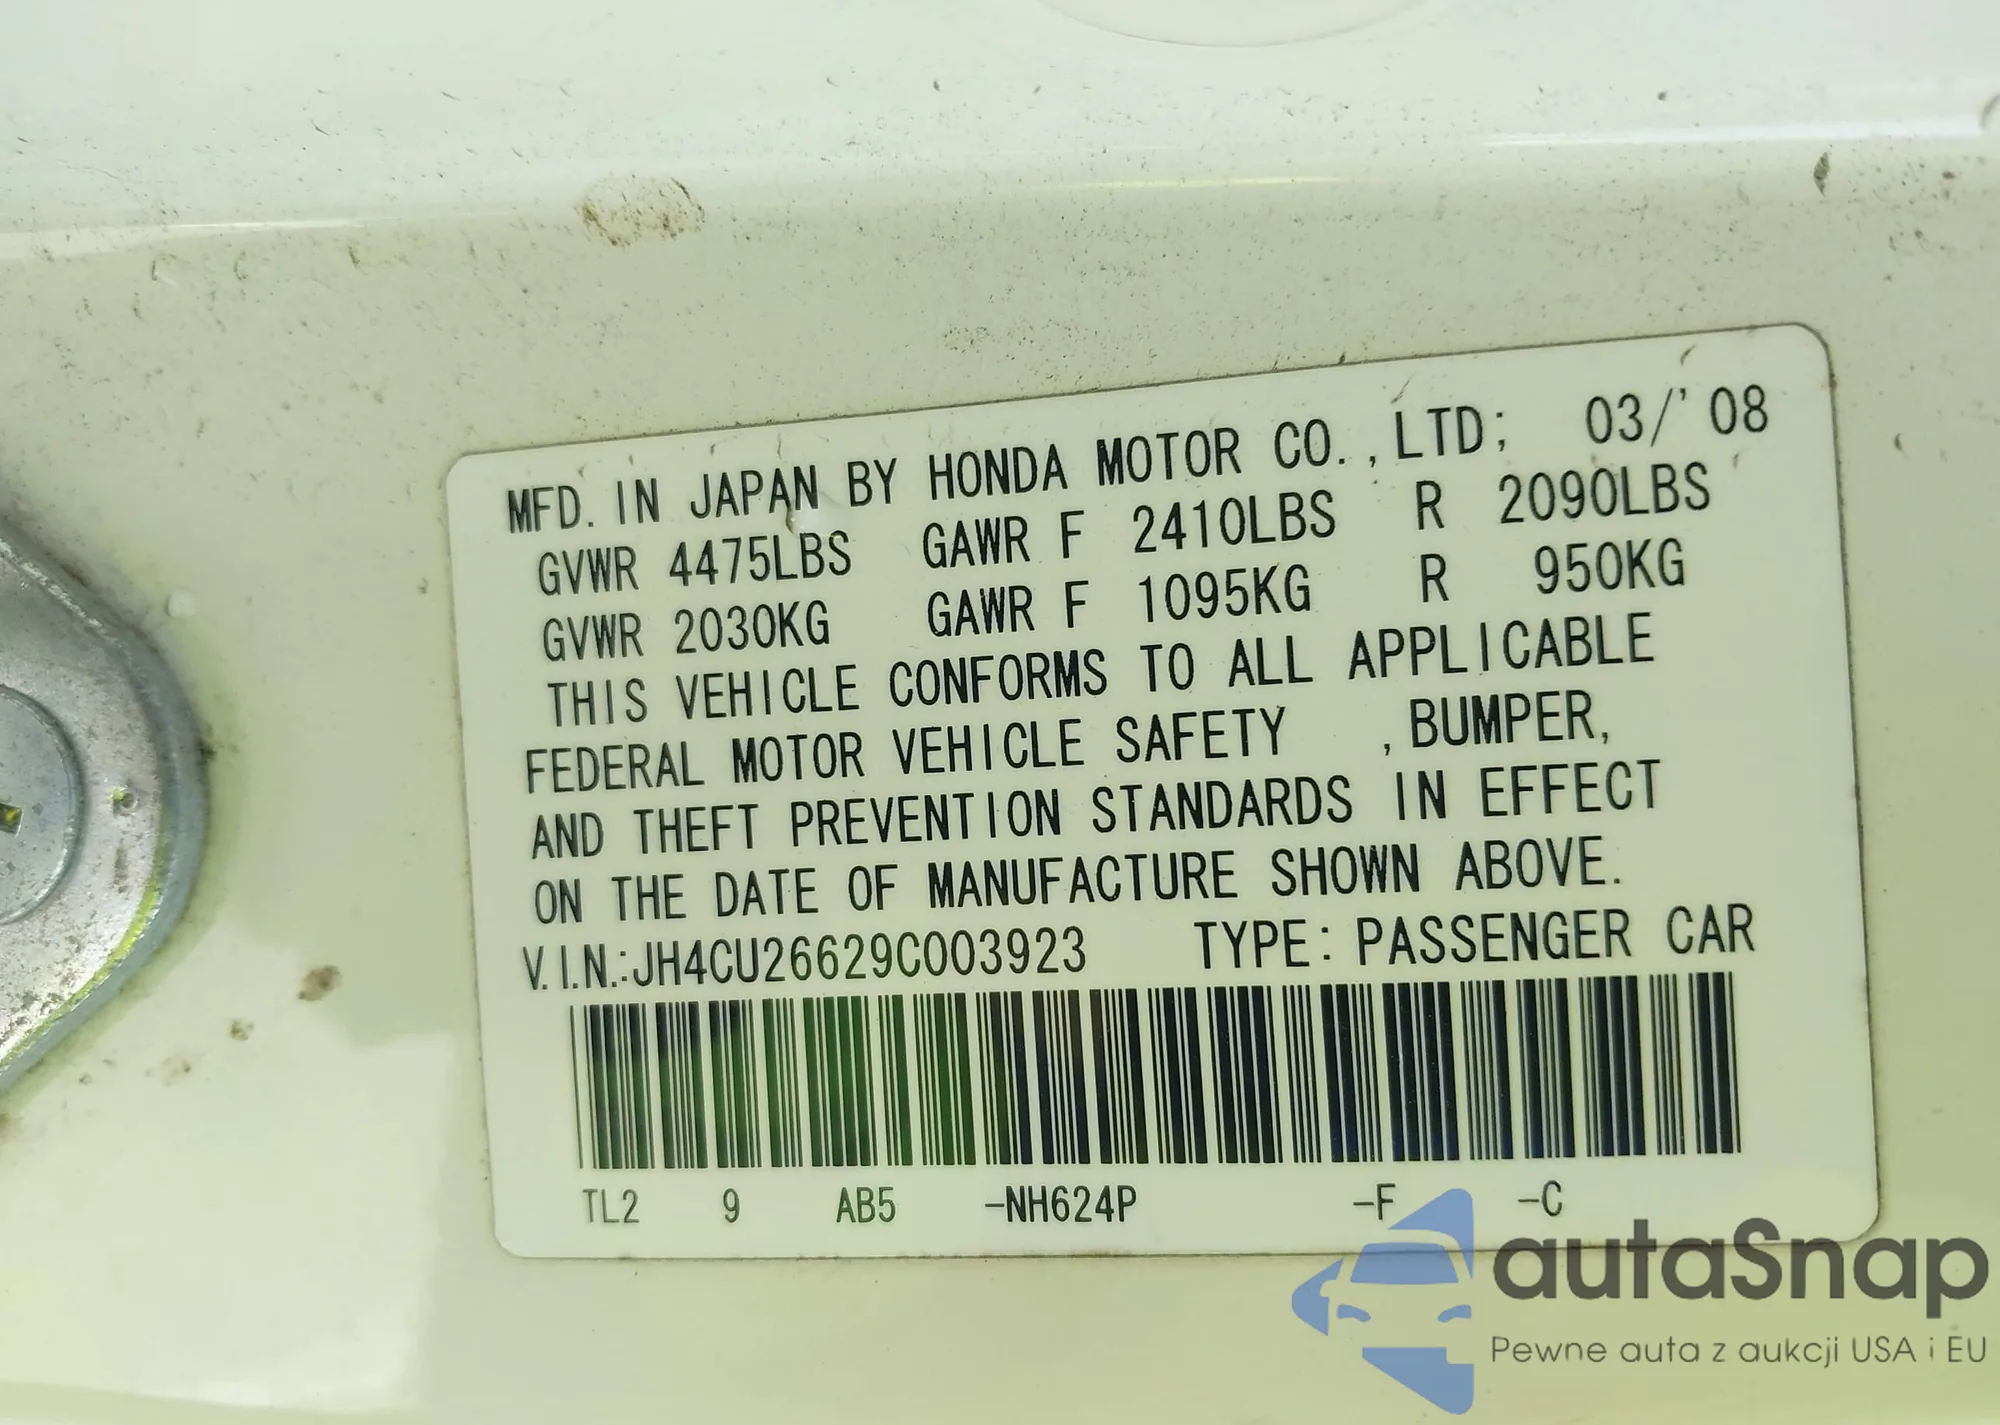 MFD. IN JAPAN BY HONDA MOTOR CO.,LTD; 03/'08
GVWR 4475LBS GAWR F 2410LBS R 2090LBS
GVWR 2030KG GAWR F 1095KG R 950KG
THIS VEHICLE CONFORMS TO ALL APPLICABLE
FEDERAL MOTOR VEHICLE SAFETY ,BUMPER,
AND THEFT PREVENTION STANDARDS IN EFFECT
ON THE DATE OF MANUFACTURE SHOWN ABOVE.
V.I.N.:JH4CU26629C003923 TYPE: PASSENGER CAR
TL2 9 AB5 -NH624P -F -C
autaSnap
Pewne auta z aukcji USA i EU